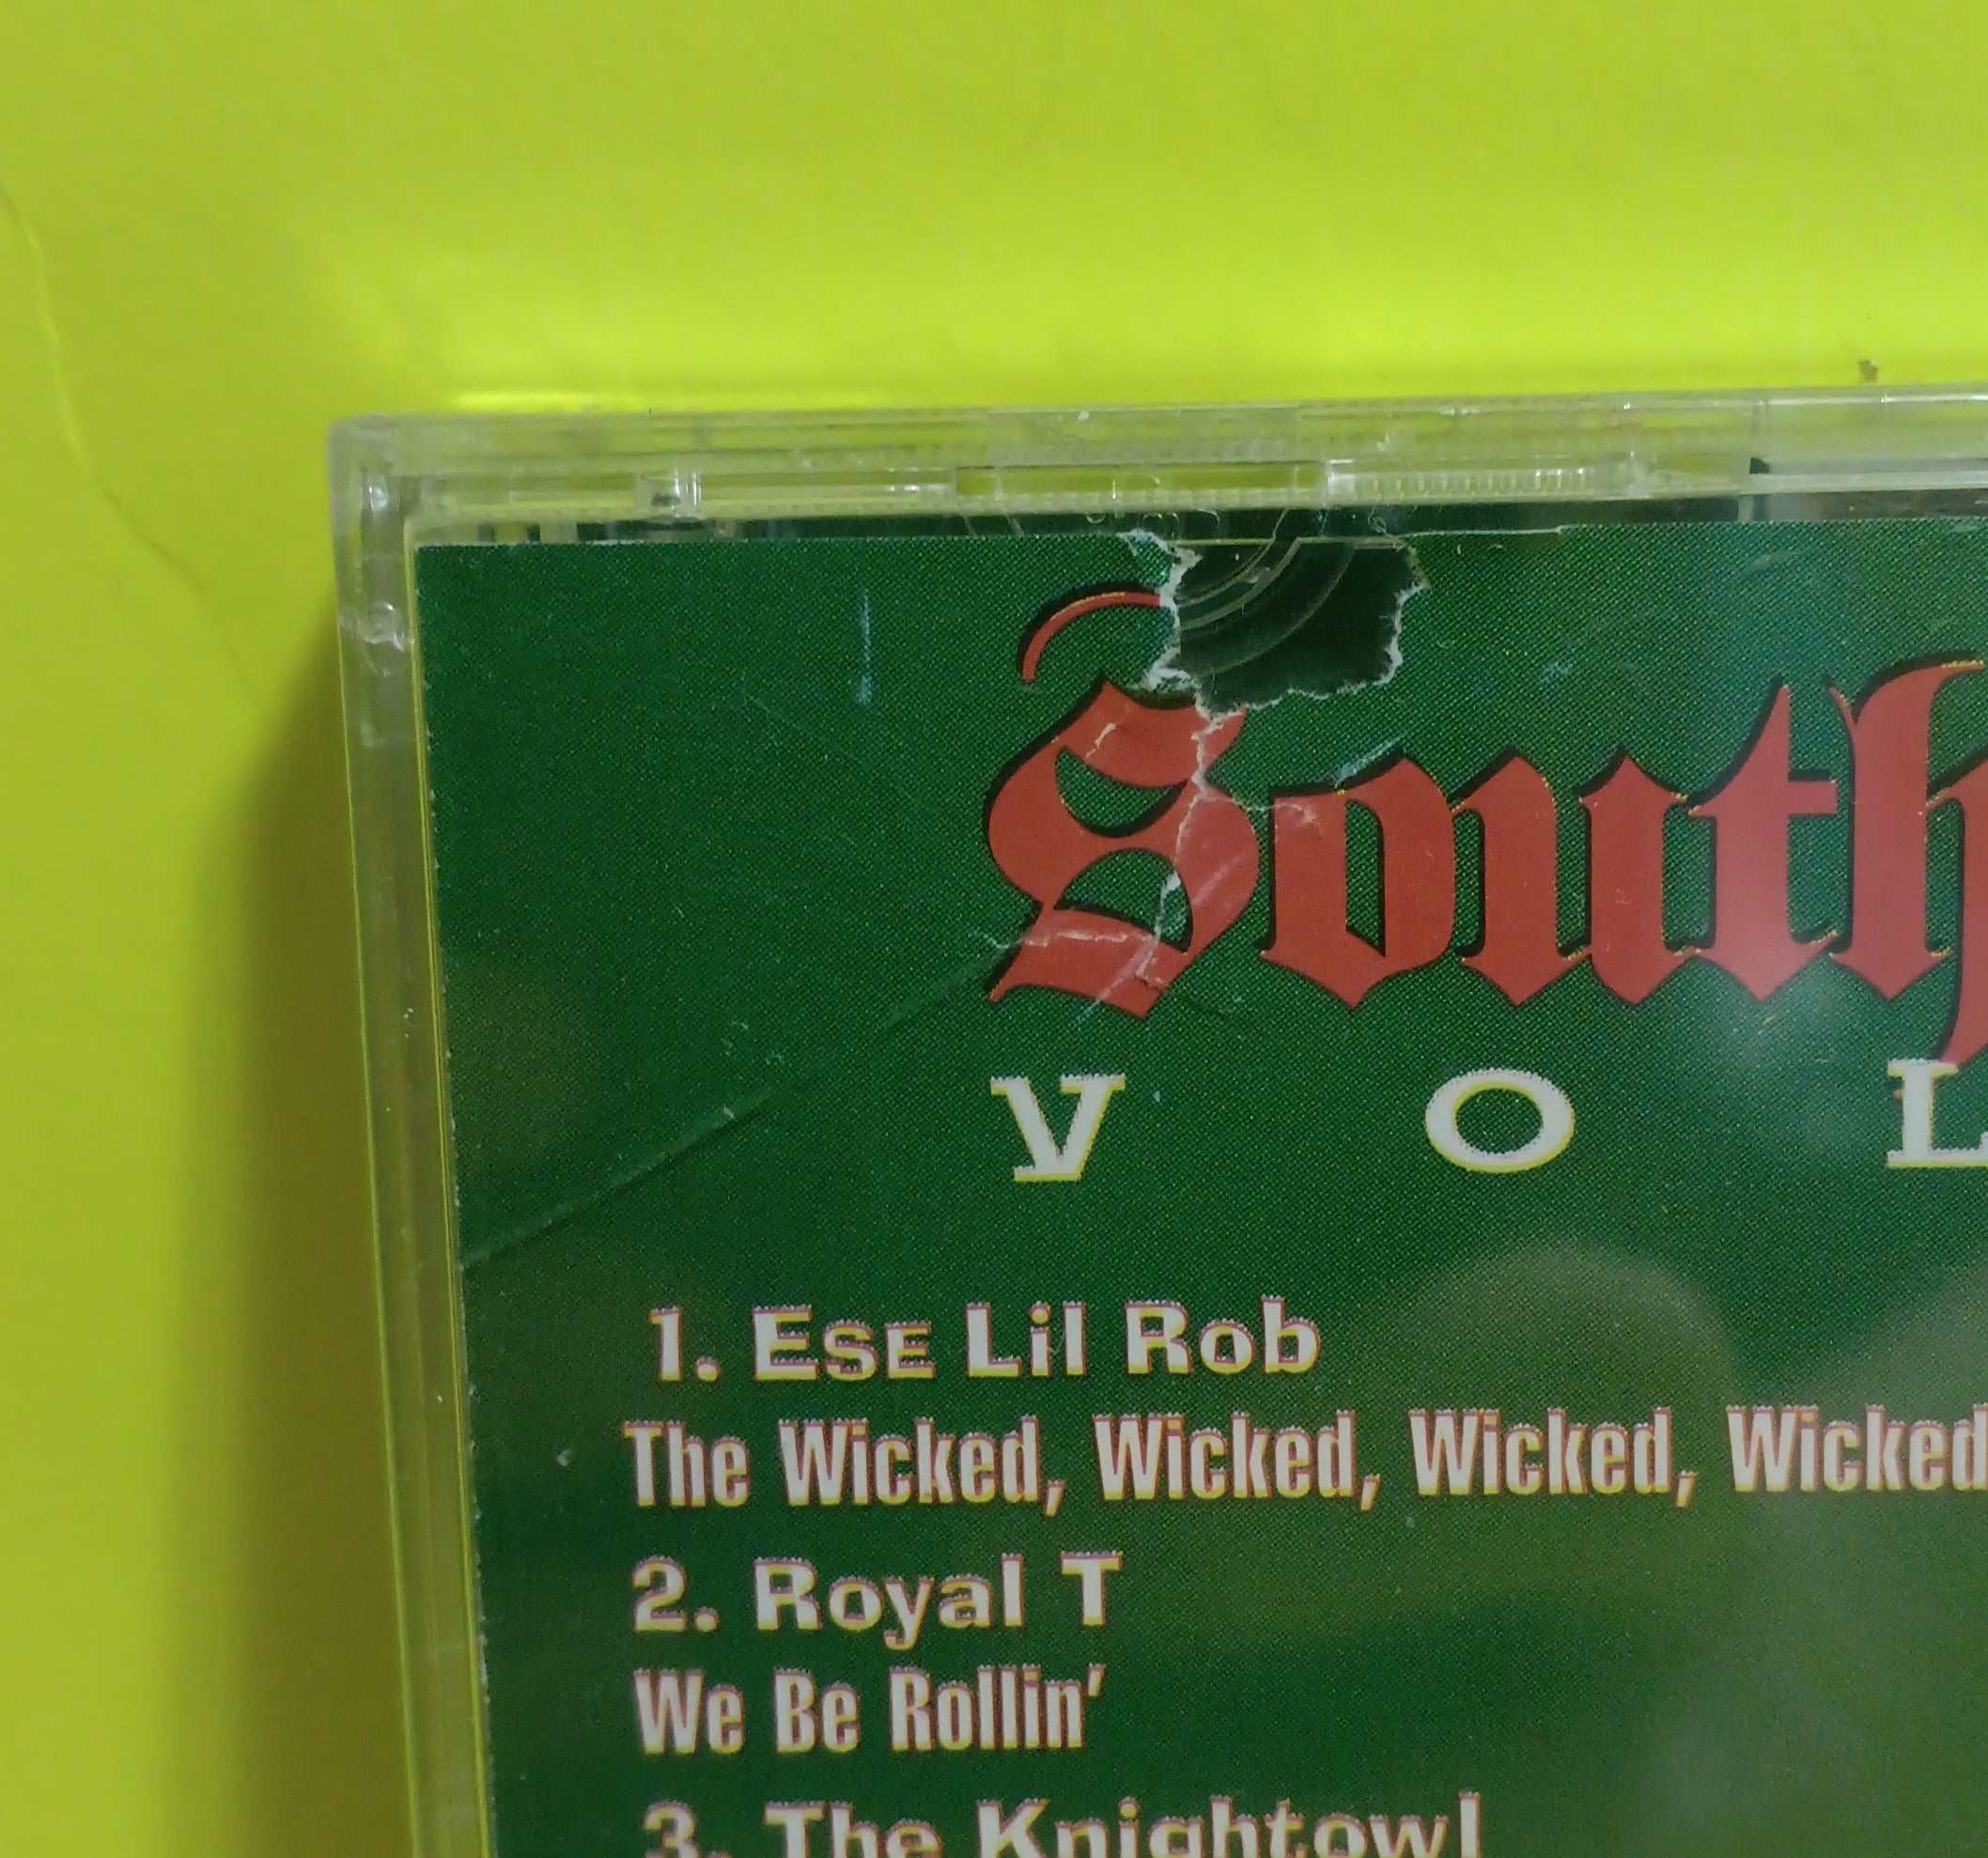 South
VOL
1. Ese Lil Rob
The Wicked, Wicked, Wicked, Wicked
2. Royal T
We Be Rollin'
3. The Knightowl